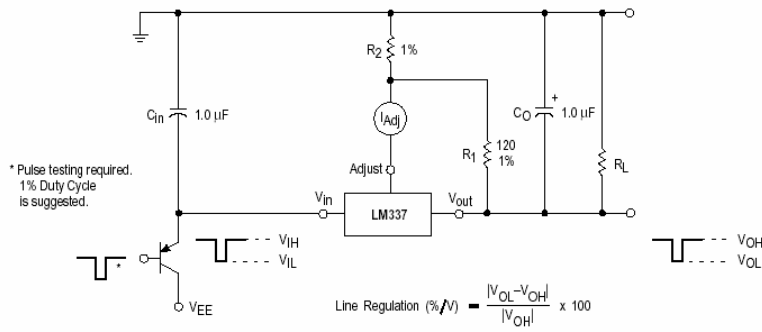 R2 1%
Cin 1.0 µF
IAdj
CO + 1.0 µF
R1 120 1%
RL
Adjust
* Pulse testing required.
1% Duty Cycle
is suggested.
Vin
LM337
Vout
VIH
VIL
*
VEE
VOH
VOL
Line Regulation (%/V) = |VOL–VOH| / |VOH| x 100